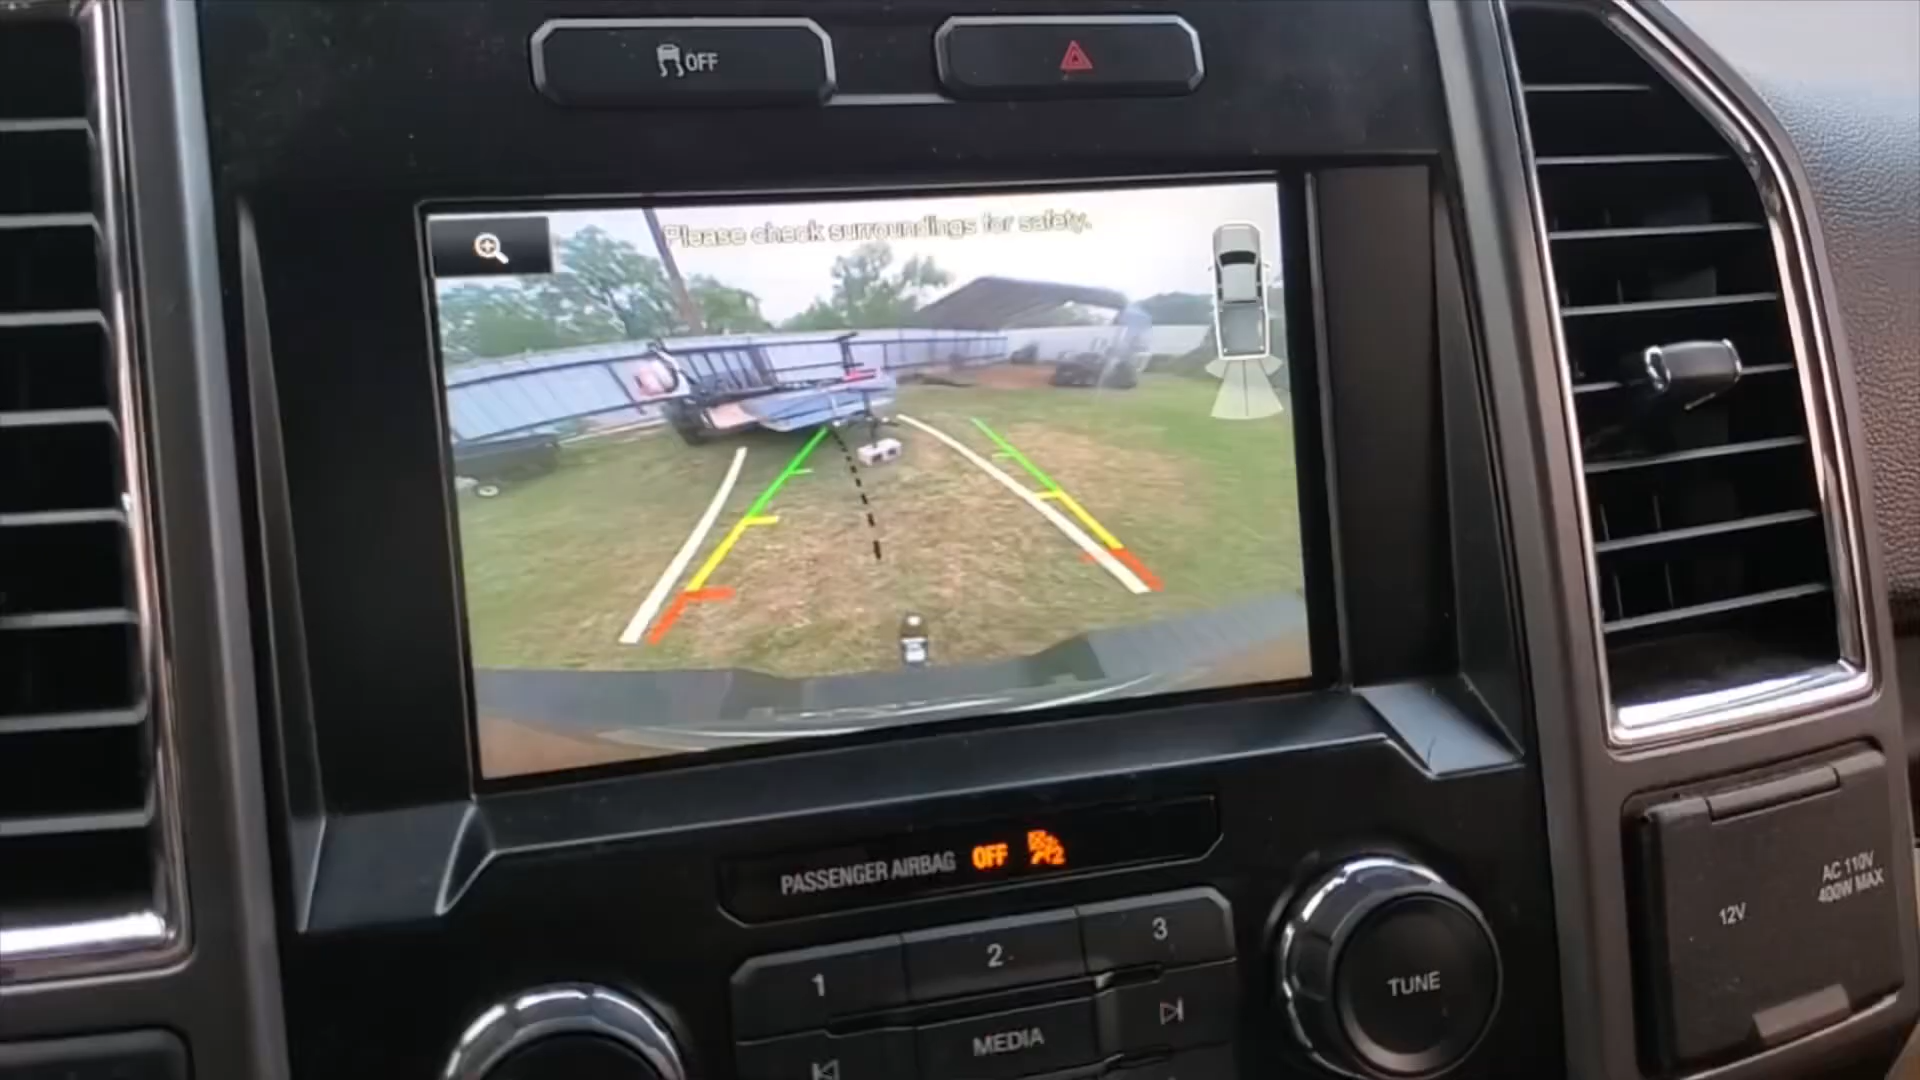 OFF
Please check surroundings for safety.
PASSENGER AIRBAG OFF
2
1
2
3
MEDIA
TUNE
12V
AC 110V
400W MAX